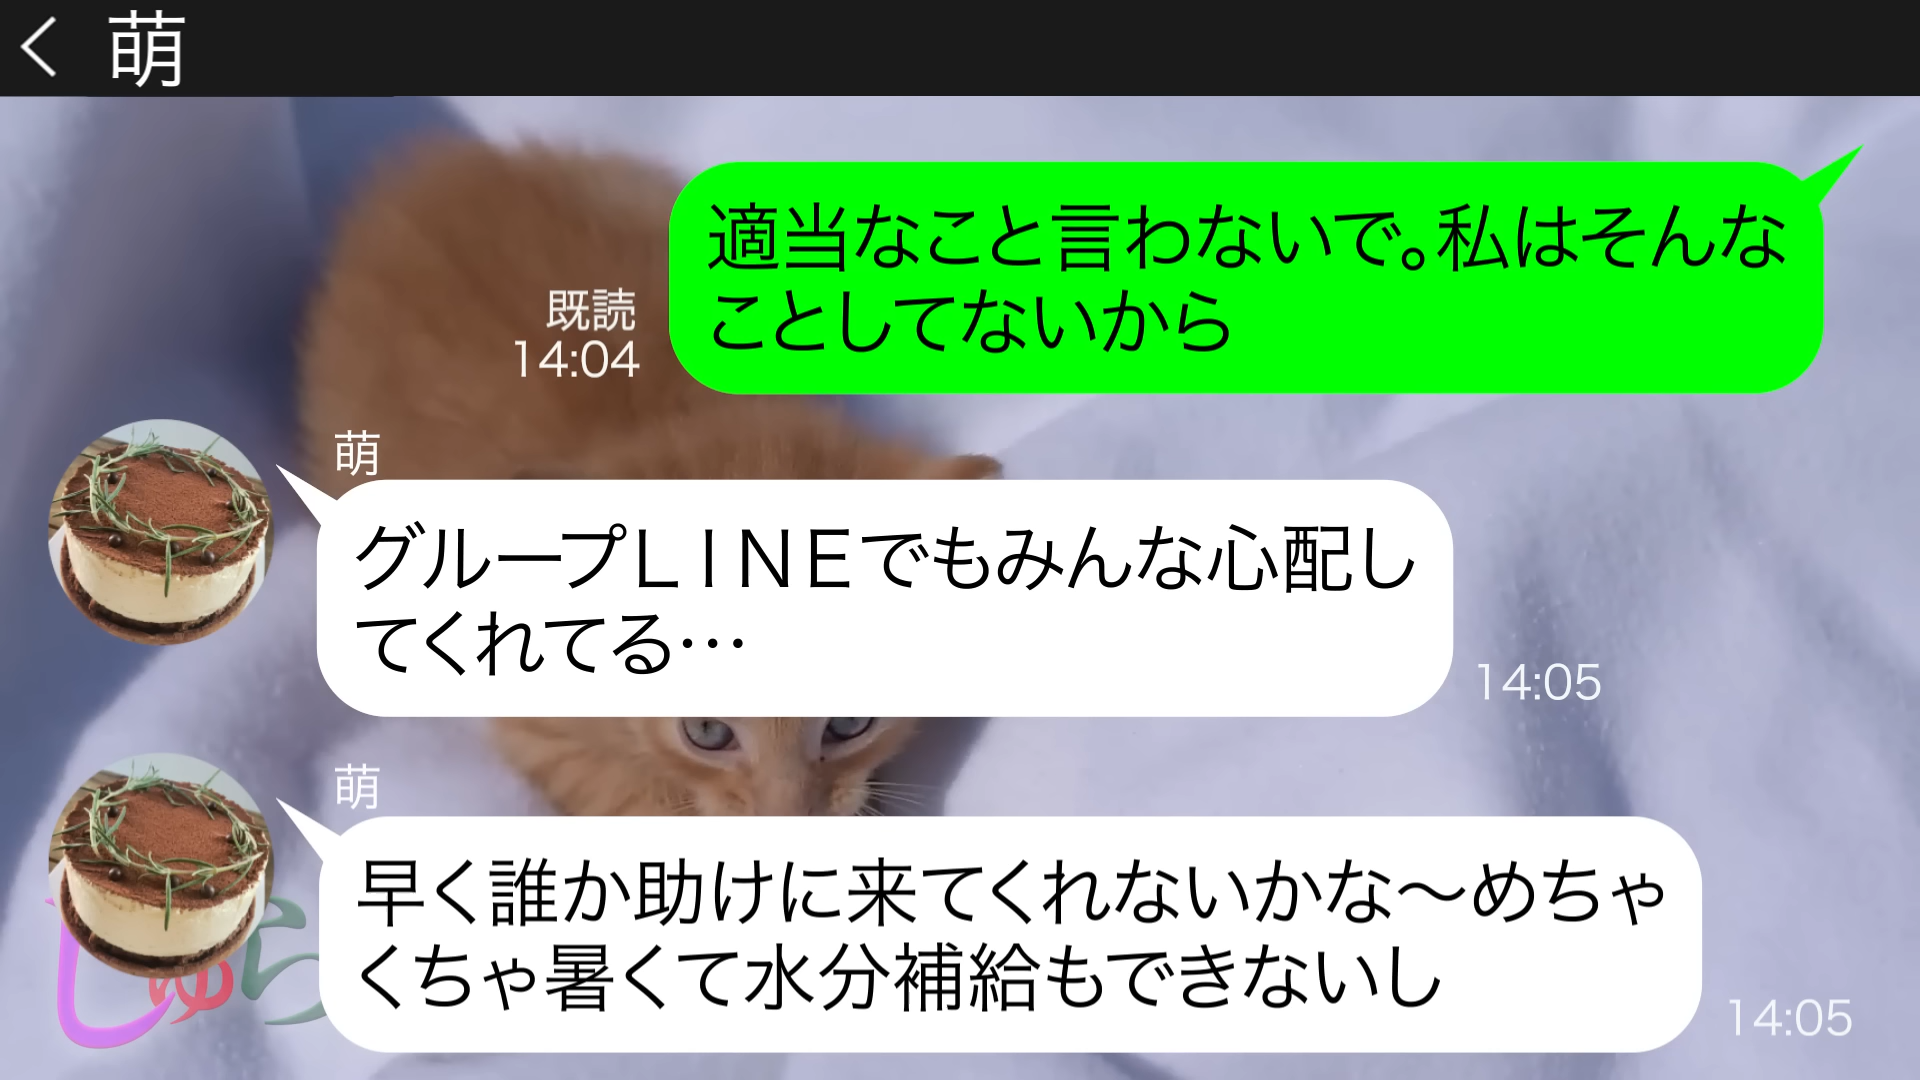 萌
適当なこと言わないで。私はそんな
ことしてないから
既読
14:04
萌
グループＬＩＮＥでもみんな心配し
てくれてる…
14:05
萌
早く誰か助けに来てくれないかな～めちゃ
くちゃ暑くて水分補給もできないし
14:05
しゅら